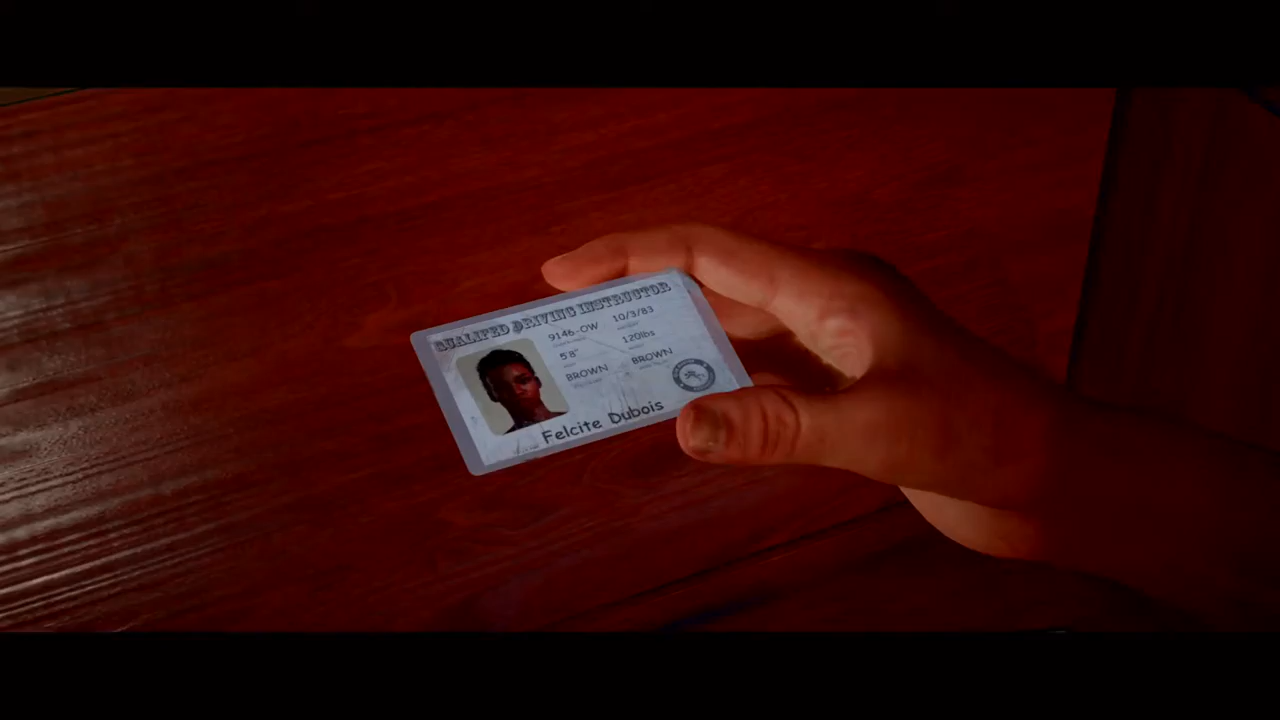 QUALIFED DRIVING INSTRUCTOR
9146-OW 10/3/83
5'8" 120lbs
BROWN BROWN
Felcite Dubois